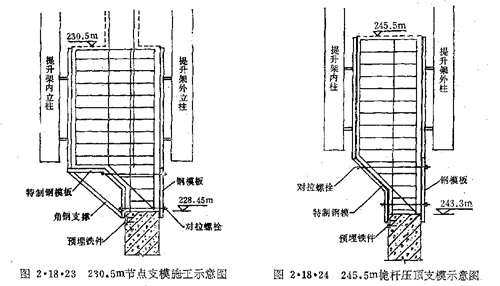 230.5m
提升架内立柱
提升架外立柱
特制钢模板
钢模板
角钢支撑
228.45m
预埋铁件
对拉螺栓
图 2·18·23 230.5m节点支模施工示意图
245.5m
提升架内立柱
提升架外立柱
对拉螺栓
钢模板
特制钢模
243.3m
预埋铁件
图 2·18·24 245.5m桅杆压顶支模示意图